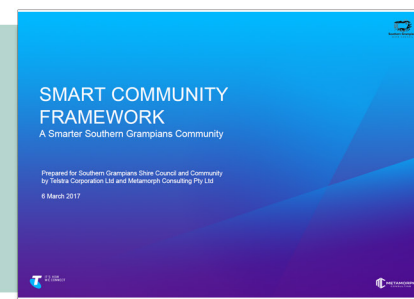 SMART COMMUNITY
FRAMEWORK
A Smarter Southern Grampians Community
Prepared for Southern Grampians Shire Council and Community
by Telstra Corporation Ltd and Metamorph Consulting Pty Ltd
6 March 2017
METAMORPH